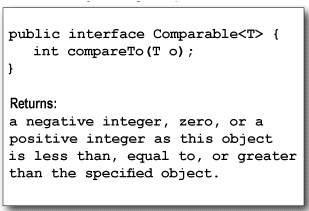 public interface Comparable<T> {
int compareTo(T o);
}
Returns:
a negative integer, zero, or a
positive integer as this object
is less than, equal to, or greater
than the specified object.